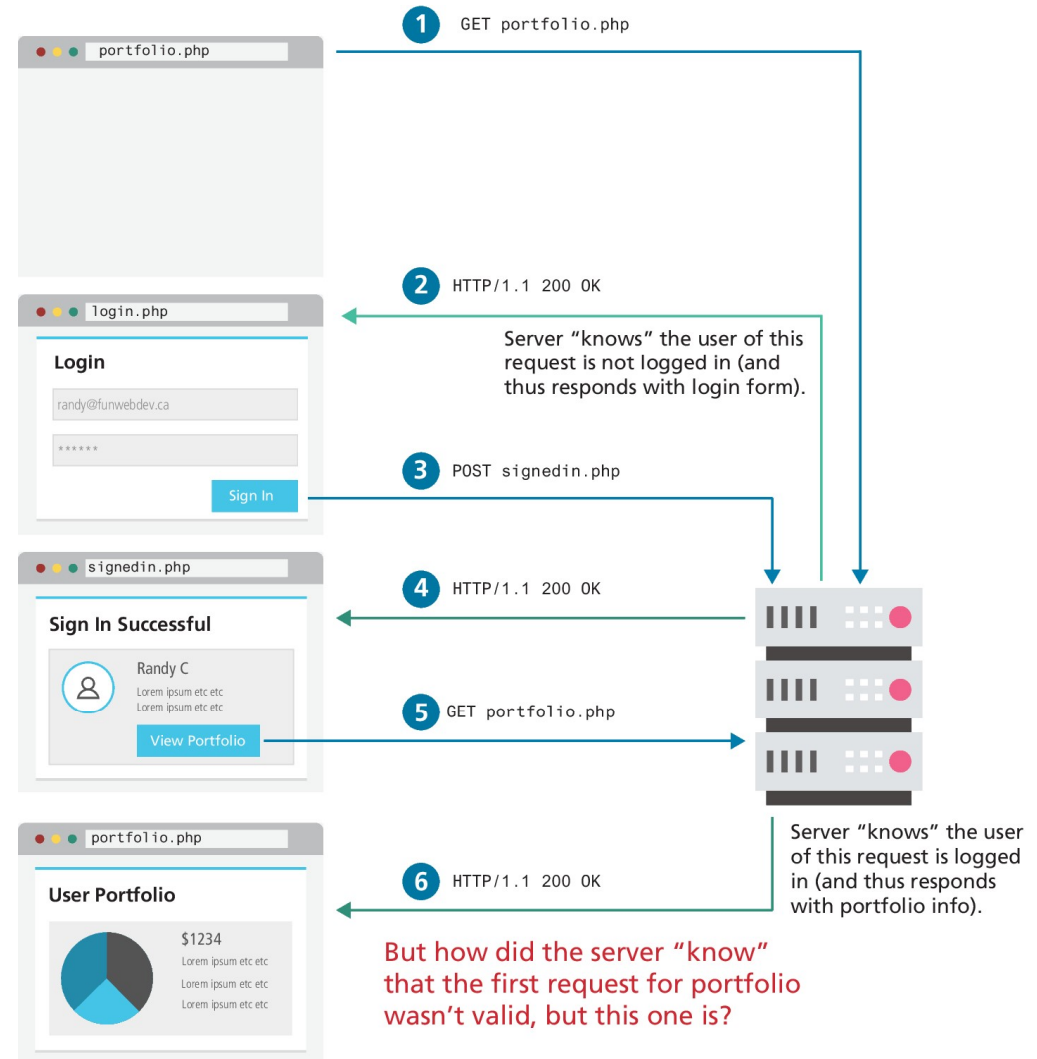 1 GET portfolio.php
portfolio.php
2 HTTP/1.1 200 OK
login.php
Server “knows” the user of this
request is not logged in (and
thus responds with login form).
Login
randy@funwebdev.ca
******
3 POST signedin.php
Sign In
signedin.php
4 HTTP/1.1 200 OK
Sign In Successful
Randy C
Lorem ipsum etc etc
Lorem ipsum etc etc
5 GET portfolio.php
View Portfolio
portfolio.php
Server “knows” the user
of this request is logged
in (and thus responds
with portfolio info).
6 HTTP/1.1 200 OK
User Portfolio
$1234
Lorem ipsum etc etc
Lorem ipsum etc etc
Lorem ipsum etc etc
But how did the server “know”
that the first request for portfolio
wasn’t valid, but this one is?